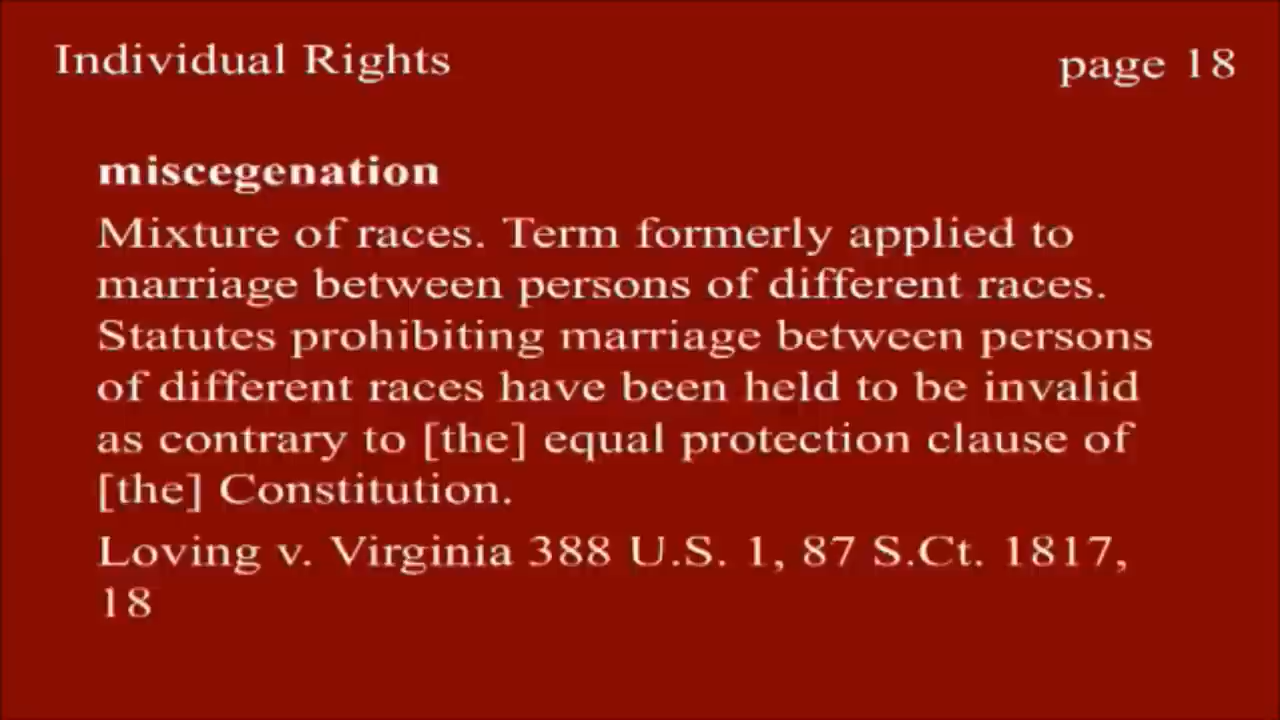 Individual Rights page 18
miscegenation
Mixture of races. Term formerly applied to
marriage between persons of different races.
Statutes prohibiting marriage between persons
of different races have been held to be invalid
as contrary to [the] equal protection clause of
[the] Constitution.
Loving v. Virginia 388 U.S. 1, 87 S.Ct. 1817,
18